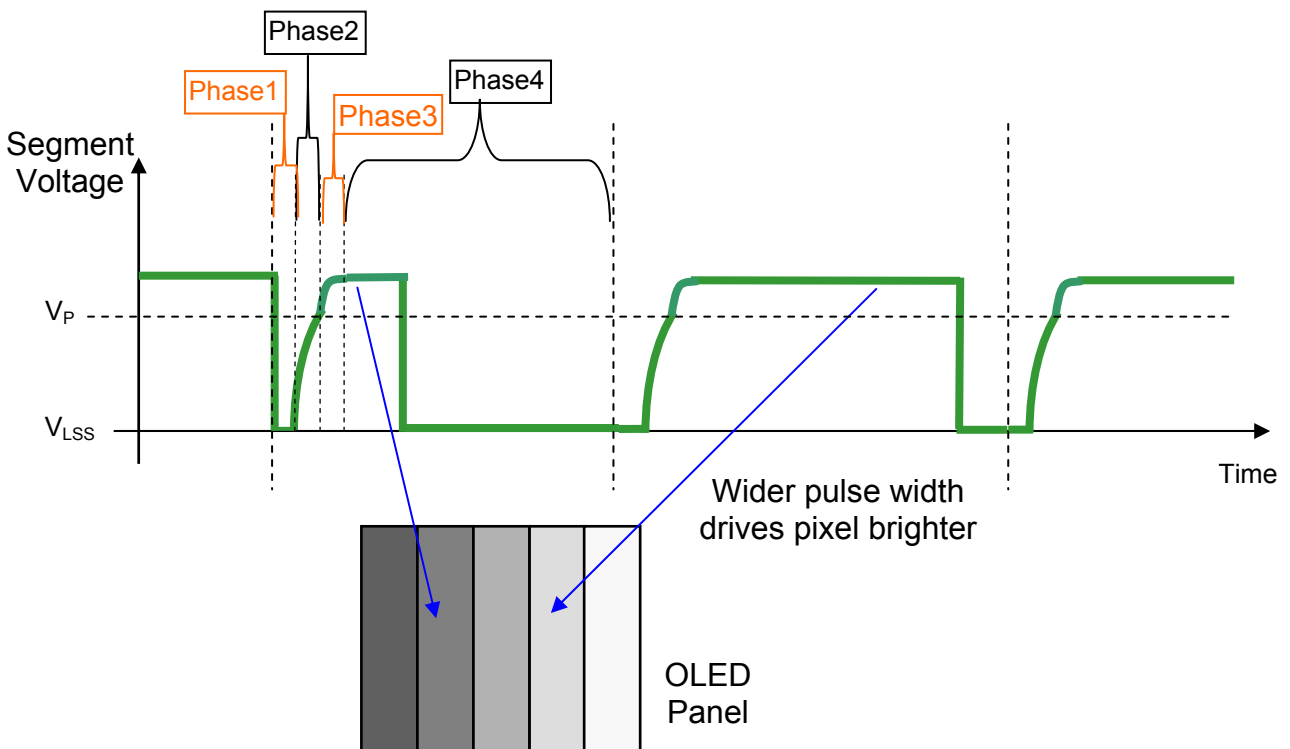 Phase2
Phase4
Phase1
Phase3
Segment
Voltage
VP
VLSS
Time
Wider pulse width
drives pixel brighter
OLED
Panel